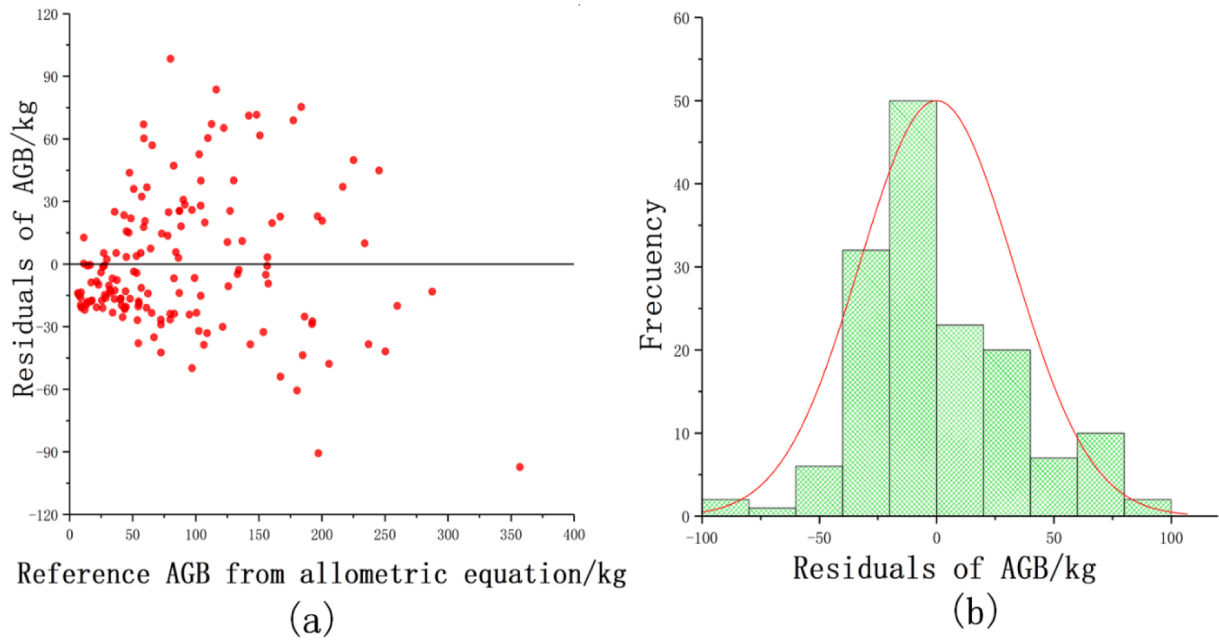 120
90
60
30
0
-30
-60
-90
-120
Residuals of AGB/kg
0 50 100 150 200 250 300 350 400
Reference AGB from allometric equation/kg
(a)
60
50
40
30
20
10
0
Frecuency
-100 -50 0 50 100
Residuals of AGB/kg
(b)